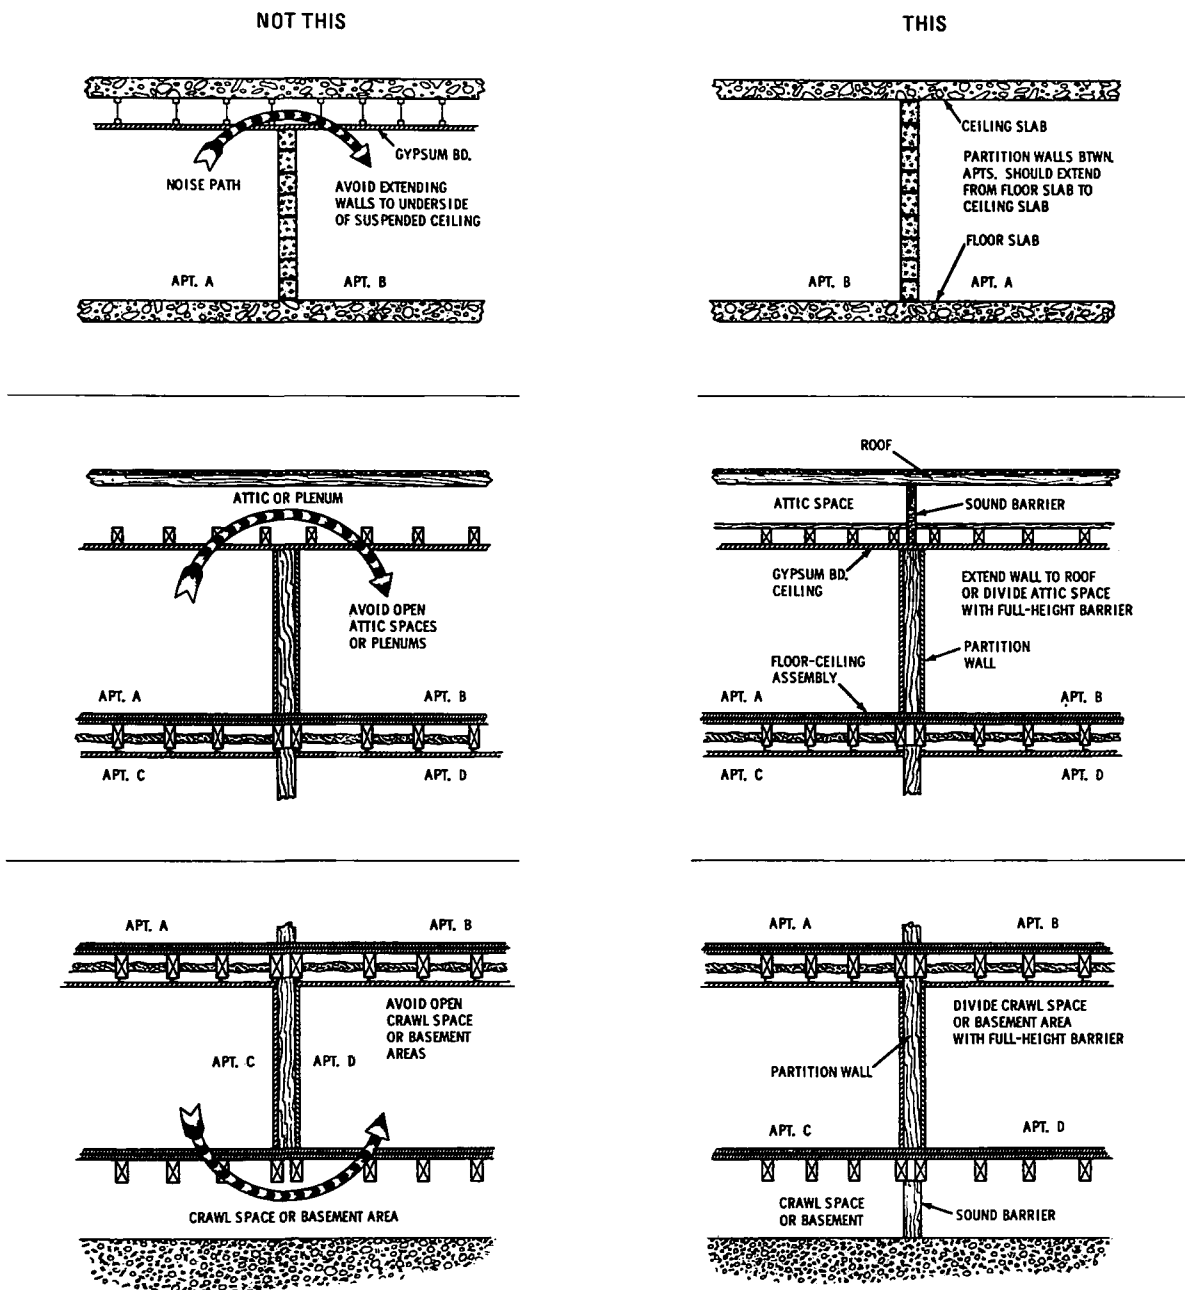 NOT THIS
THIS
GYPSUM BD.
NOISE PATH
AVOID EXTENDING
WALLS TO UNDERSIDE
OF SUSPENDED CEILING
APT. A
APT. B
CEILING SLAB
PARTITION WALLS BTWN.
APTS. SHOULD EXTEND
FROM FLOOR SLAB TO
CEILING SLAB
FLOOR SLAB
APT. B
APT. A
ATTIC OR PLENUM
AVOID OPEN
ATTIC SPACES
OR PLENUMS
APT. A
APT. B
APT. C
APT. D
ROOF
ATTIC SPACE
SOUND BARRIER
GYPSUM BD.
CEILING
EXTEND WALL TO ROOF
OR DIVIDE ATTIC SPACE
WITH FULL-HEIGHT BARRIER
PARTITION
WALL
FLOOR-CEILING
ASSEMBLY
APT. A
APT. B
APT. C
APT. D
APT. A
APT. B
AVOID OPEN
CRAWL SPACE
OR BASEMENT
AREAS
APT. C
APT. D
CRAWL SPACE OR BASEMENT AREA
APT. A
APT. B
DIVIDE CRAWL SPACE
OR BASEMENT AREA
WITH FULL-HEIGHT BARRIER
PARTITION WALL
APT. C
APT. D
CRAWL SPACE
OR BASEMENT
SOUND BARRIER